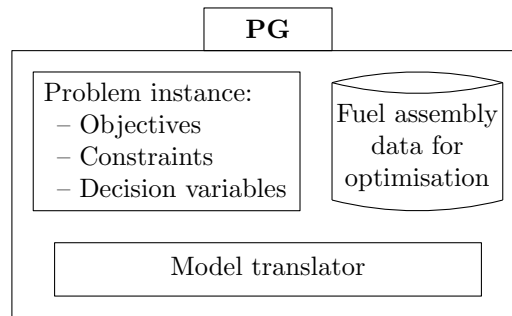 PG
Problem instance:
– Objectives
– Constraints
– Decision variables
Fuel assembly
data for
optimisation
Model translator